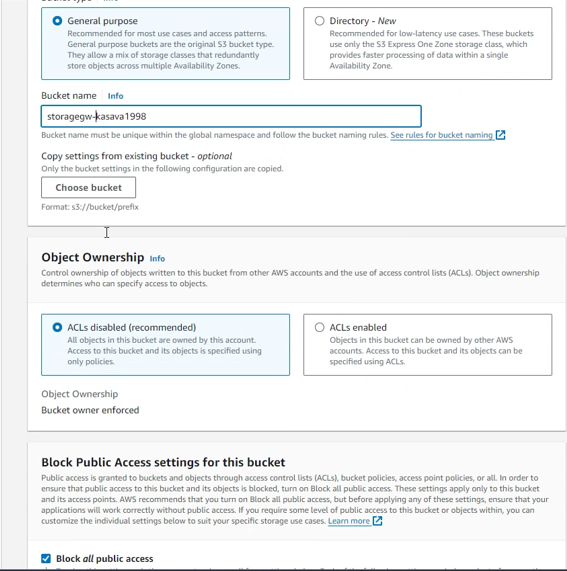 General purpose
Recommended for most use cases and access patterns.
General purpose buckets are the original S3 bucket type.
They allow a mix of storage classes that redundantly
store objects across multiple Availability Zones.
Directory - New
Recommended for low-latency use cases. These buckets
use only the S3 Express One Zone storage class, which
provides faster processing of data within a single
Availability Zone.
Bucket name Info
storagegw-kasava1998
Bucket name must be unique within the global namespace and follow the bucket naming rules. See rules for bucket naming
Copy settings from existing bucket - optional
Only the bucket settings in the following configuration are copied.
Choose bucket
Format: s3://bucket/prefix
Object Ownership Info
Control ownership of objects written to this bucket from other AWS accounts and the use of access control lists (ACLs). Object ownership
determines who can specify access to objects.
ACLs disabled (recommended)
All objects in this bucket are owned by this account.
Access to this bucket and its objects is specified using
only policies.
ACLs enabled
Objects in this bucket can be owned by other AWS
accounts. Access to this bucket and its objects can be
specified using ACLs.
Object Ownership
Bucket owner enforced
Block Public Access settings for this bucket
Public access is granted to buckets and objects through access control lists (ACLs), bucket policies, access point policies, or all. In order to
ensure that public access to this bucket and its objects is blocked, turn on Block all public access. These settings apply only to this bucket
and its access points. AWS recommends that you turn on Block all public access, but before applying any of these settings, ensure that your
applications will work correctly without public access. If you require some level of public access to this bucket or objects within, you can
customize the individual settings below to suit your specific storage use cases. Learn more
Block all public access